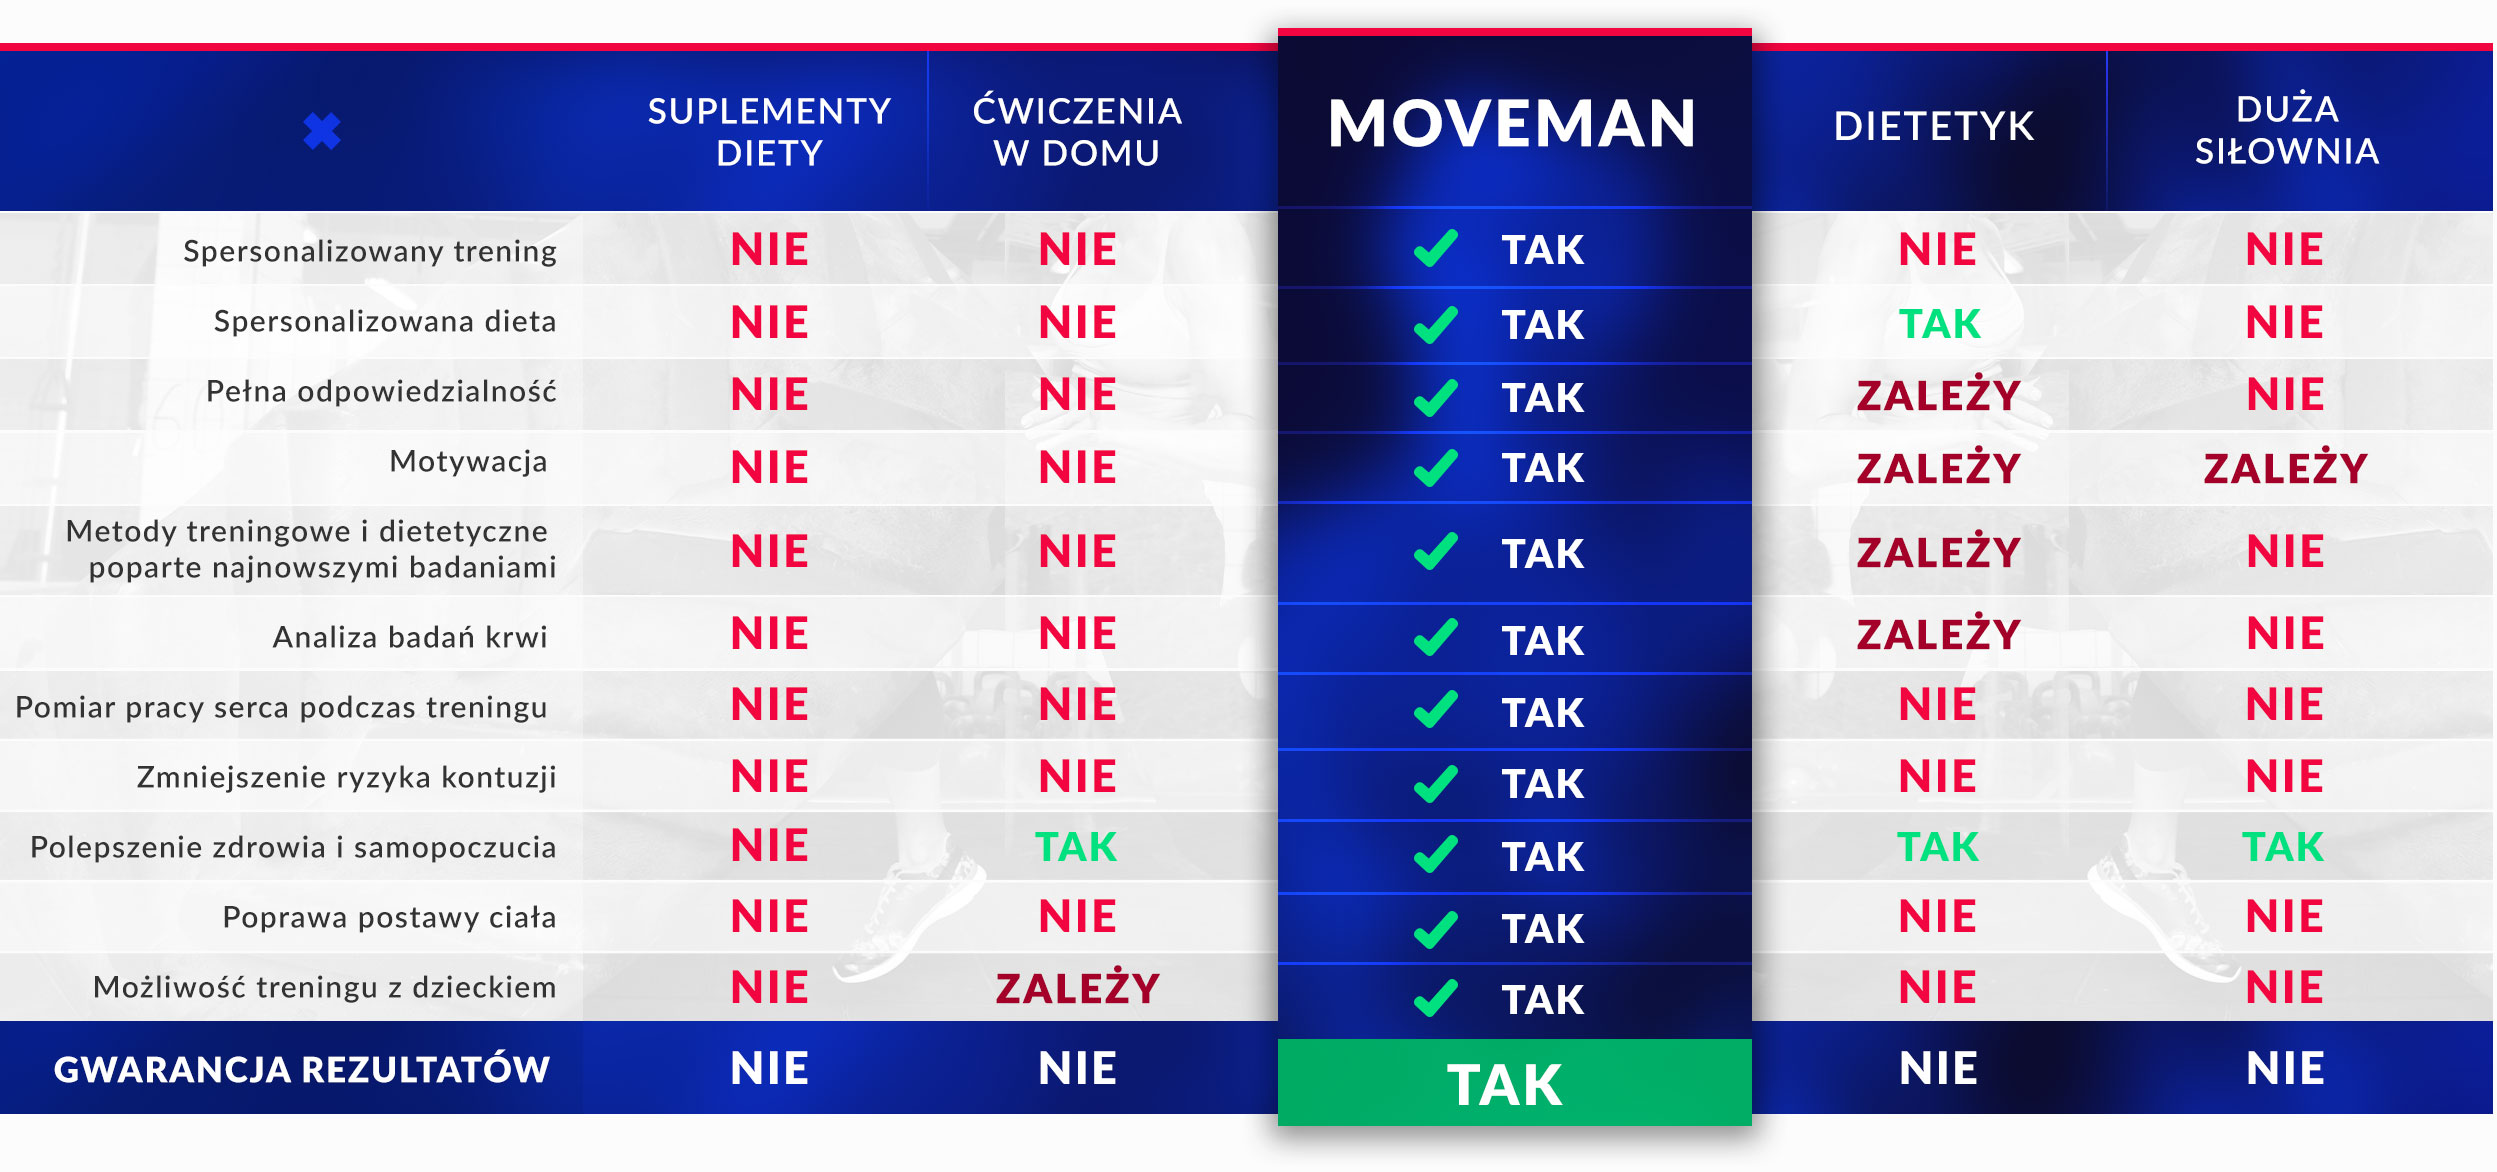 SUPLEMENTY
DIETY
ĆWICZENIA
W DOMU
MOVEMAN
DIETETYK
DUŻA
SIŁOWNIA
Spersonalizowany trening NIE NIE TAK NIE NIE
Spersonalizowana dieta NIE NIE TAK TAK NIE
Pełna odpowiedzialność NIE NIE TAK ZALEŻY NIE
Motywacja NIE NIE TAK ZALEŻY ZALEŻY
Metody treningowe i dietetyczne
poparte najnowszymi badaniami NIE NIE TAK ZALEŻY NIE
Analiza badań krwi NIE NIE TAK ZALEŻY NIE
Pomiar pracy serca podczas treningu NIE NIE TAK NIE NIE
Zmniejszenie ryzyka kontuzji NIE NIE TAK NIE NIE
Polepszenie zdrowia i samopoczucia NIE TAK TAK TAK TAK
Poprawa postawy ciała NIE NIE TAK NIE NIE
Możliwość treningu z dzieckiem NIE ZALEŻY TAK NIE NIE
GWARANCJA REZULTATÓW NIE NIE TAK NIE NIE